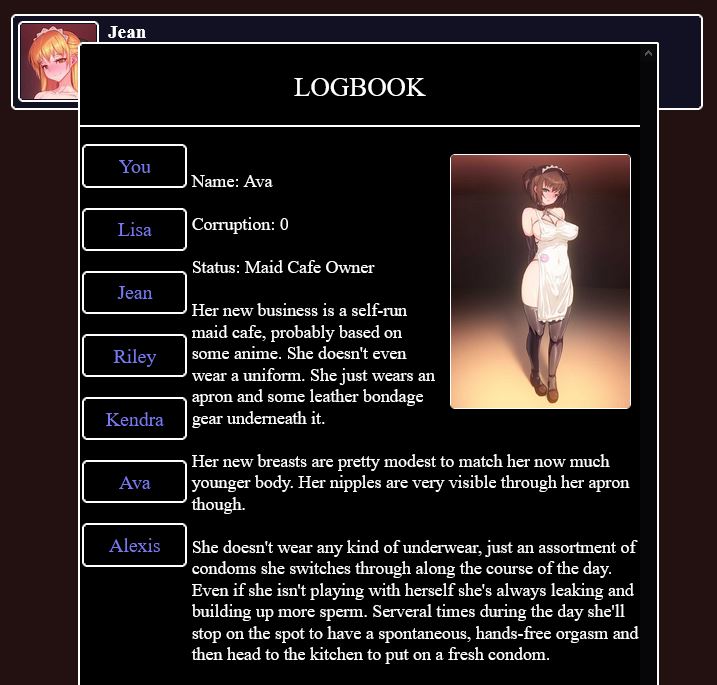 Jean
LOGBOOK
You
Lisa
Jean
Riley
Kendra
Ava
Alexis
Name: Ava
Corruption: 0
Status: Maid Cafe Owner
Her new business is a self-run
maid cafe, probably based on
some anime. She doesn't even
wear a uniform. She just wears an
apron and some leather bondage
gear underneath it.
Her new breasts are pretty modest to match her now much
younger body. Her nipples are very visible through her apron
though.
She doesn't wear any kind of underwear, just an assortment of
condoms she switches through along the course of the day.
Even if she isn't playing with herself she's always leaking and
building up more sperm. Serveral times during the day she'll
stop on the spot to have a spontaneous, hands-free orgasm and
then head to the kitchen to put on a fresh condom.